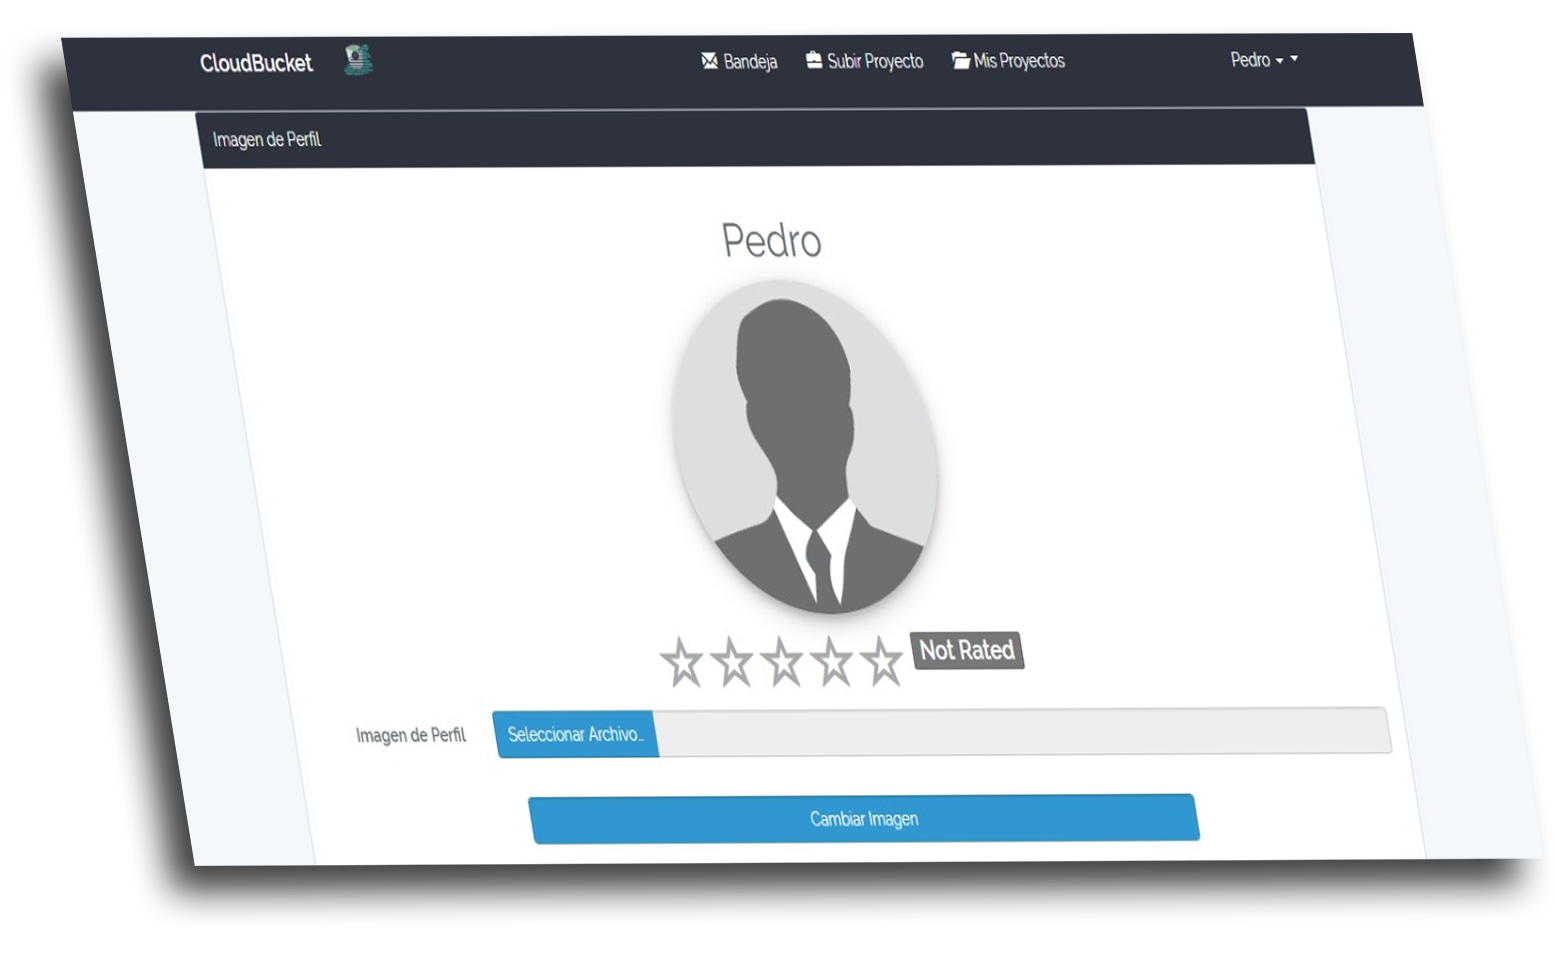 CloudBucket Bandeja Subir Proyecto Mis Proyectos Pedro
Imagen de Perfil
Pedro
Not Rated
Imagen de Perfil Seleccionar Archivo...
Cambiar Imagen